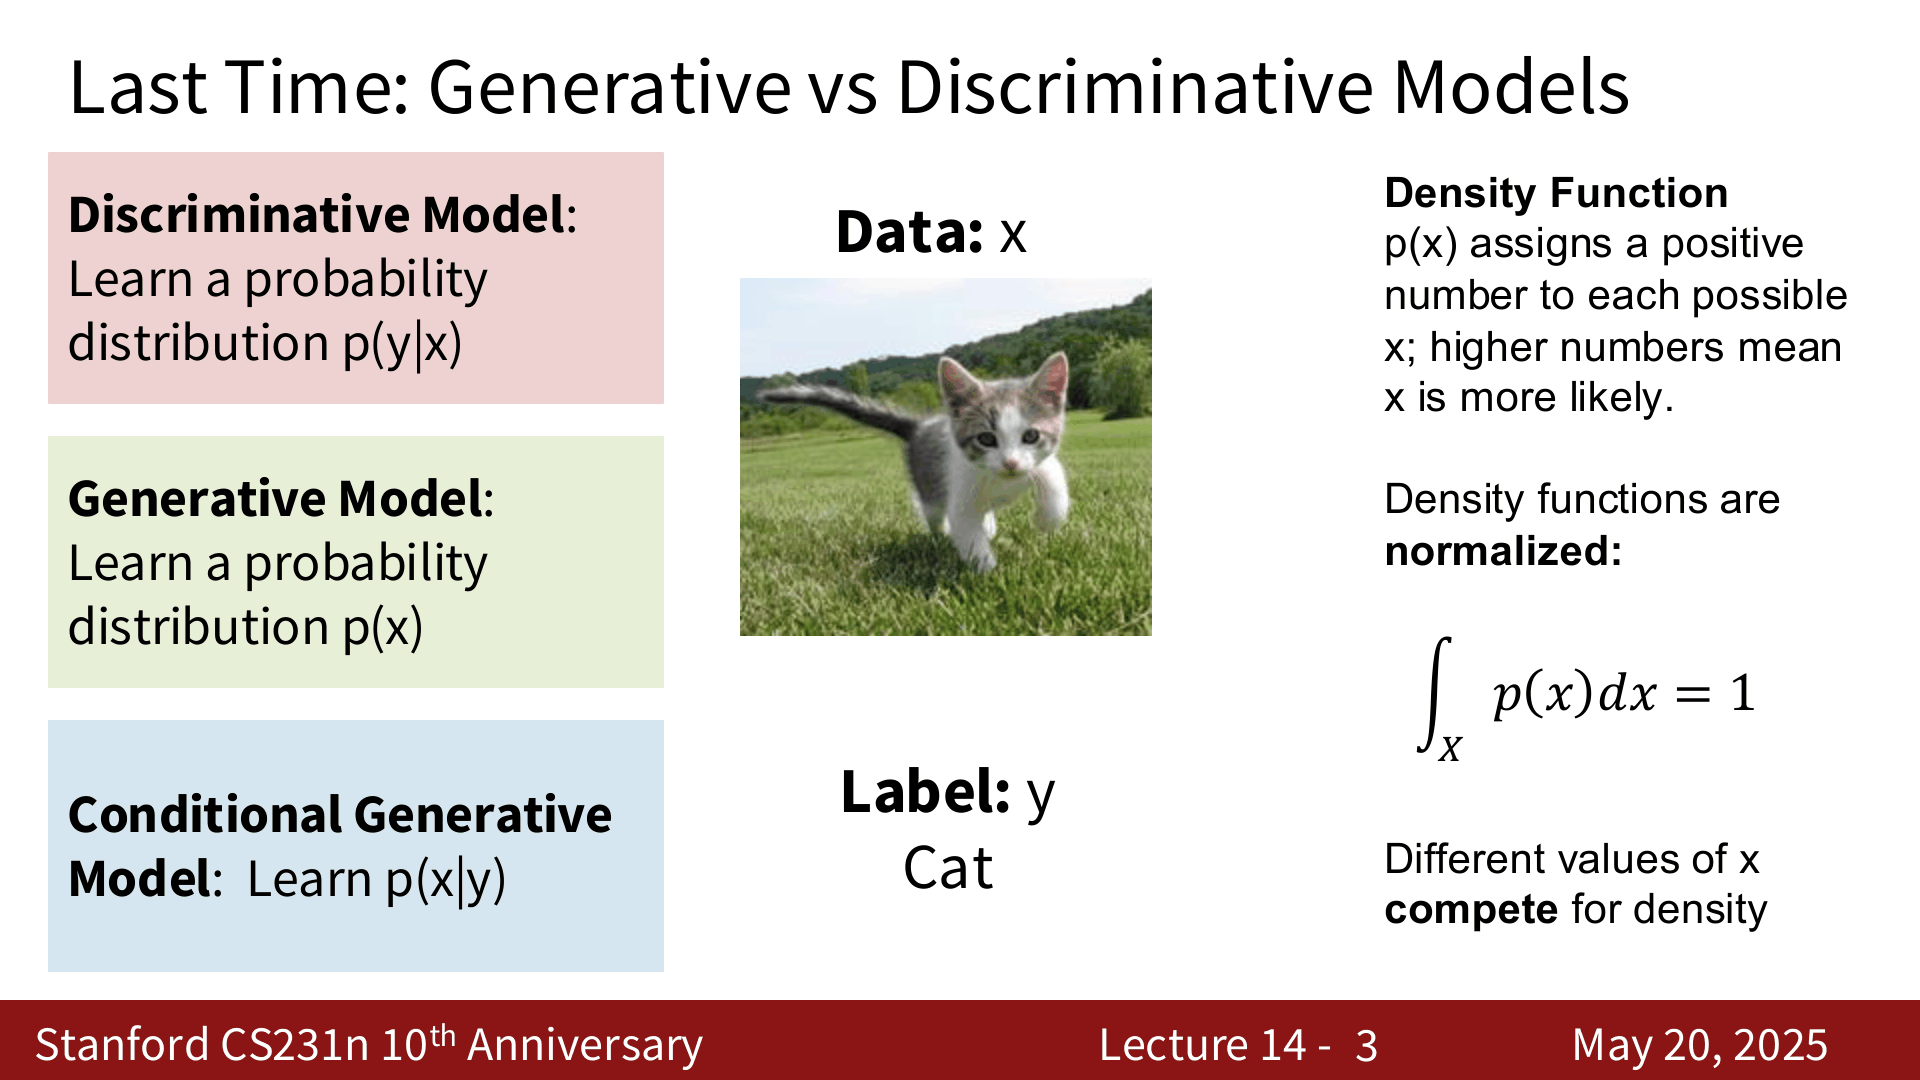 Last Time: Generative vs Discriminative Models
Discriminative Model:
Learn a probability
distribution p(y|x)
Generative Model:
Learn a probability
distribution p(x)
Conditional Generative
Model: Learn p(x|y)
Data: x
Label: y
Cat
Density Function
p(x) assigns a positive
number to each possible
x; higher numbers mean
x is more likely.
Density functions are
normalized:
∫_X p(x)dx = 1
Different values of x
compete for density
Stanford CS231n 10th Anniversary
Lecture 14 - 3
May 20, 2025